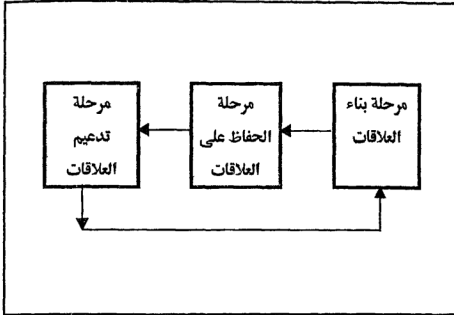 مرحلة بناء
العلاقات
مرحلة
الحفاظ على
العلاقات
مرحلة
تدعيم
العلاقات